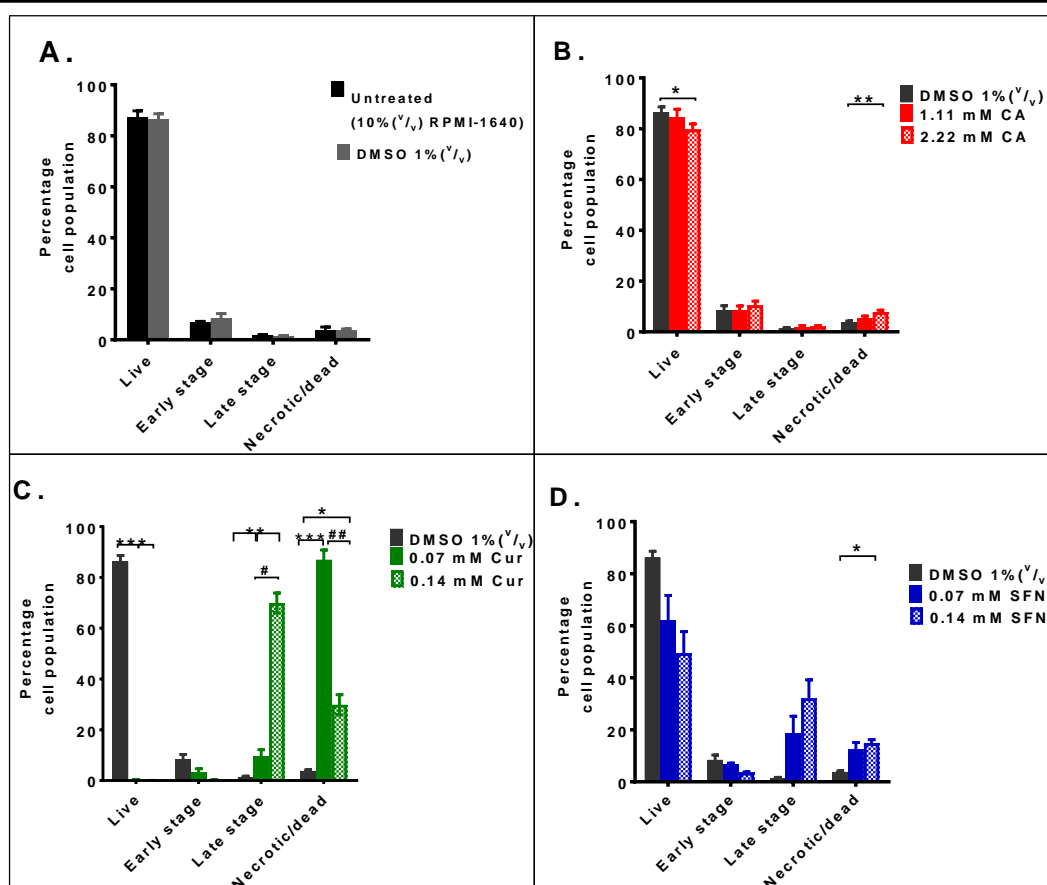 A.
Percentage
cell population
100
80
60
40
20
0
Live
Early stage
Late stage
Necrotic/dead
Untreated
(10%(v/v) RPMI-1640)
DMSO 1%(v/v)
B.
Percentage
cell population
100
80
60
40
20
0
*
**
Live
Early stage
Late stage
Necrotic/dead
DMSO 1%(v/v)
1.11 mM CA
2.22 mM CA
C.
Percentage
cell population
100
80
60
40
20
0
***
**
#
*
***
##
Live
Early stage
Late stage
Necrotic/dead
DMSO 1%(v/v)
0.07 mM Cur
0.14 mM Cur
D.
Percentage
cell population
100
80
60
40
20
0
*
Live
Early stage
Late stage
Necrotic/dead
DMSO 1%(v/v)
0.07 mM SFN
0.14 mM SFN